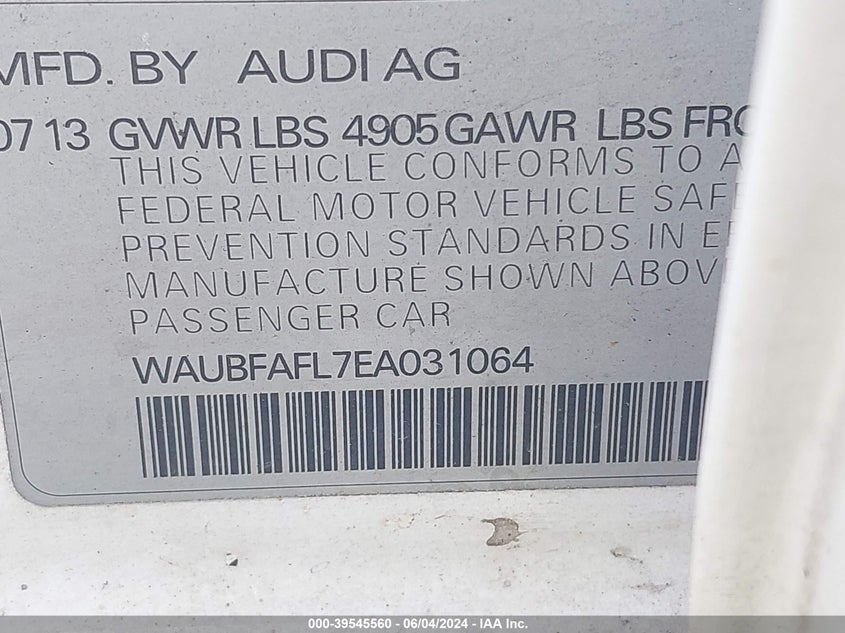 MFD. BY AUDI AG
07 13 GVWR LBS 4905 GAWR LBS
THIS VEHICLE CONFORMS TO
FEDERAL MOTOR VEHICLE
PREVENTION STANDARDS IN
MANUFACTURE SHOWN
PASSENGER CAR
WAUBFAFL7EA031064
000-39545560 - 06/04/2024 - IAA Inc.